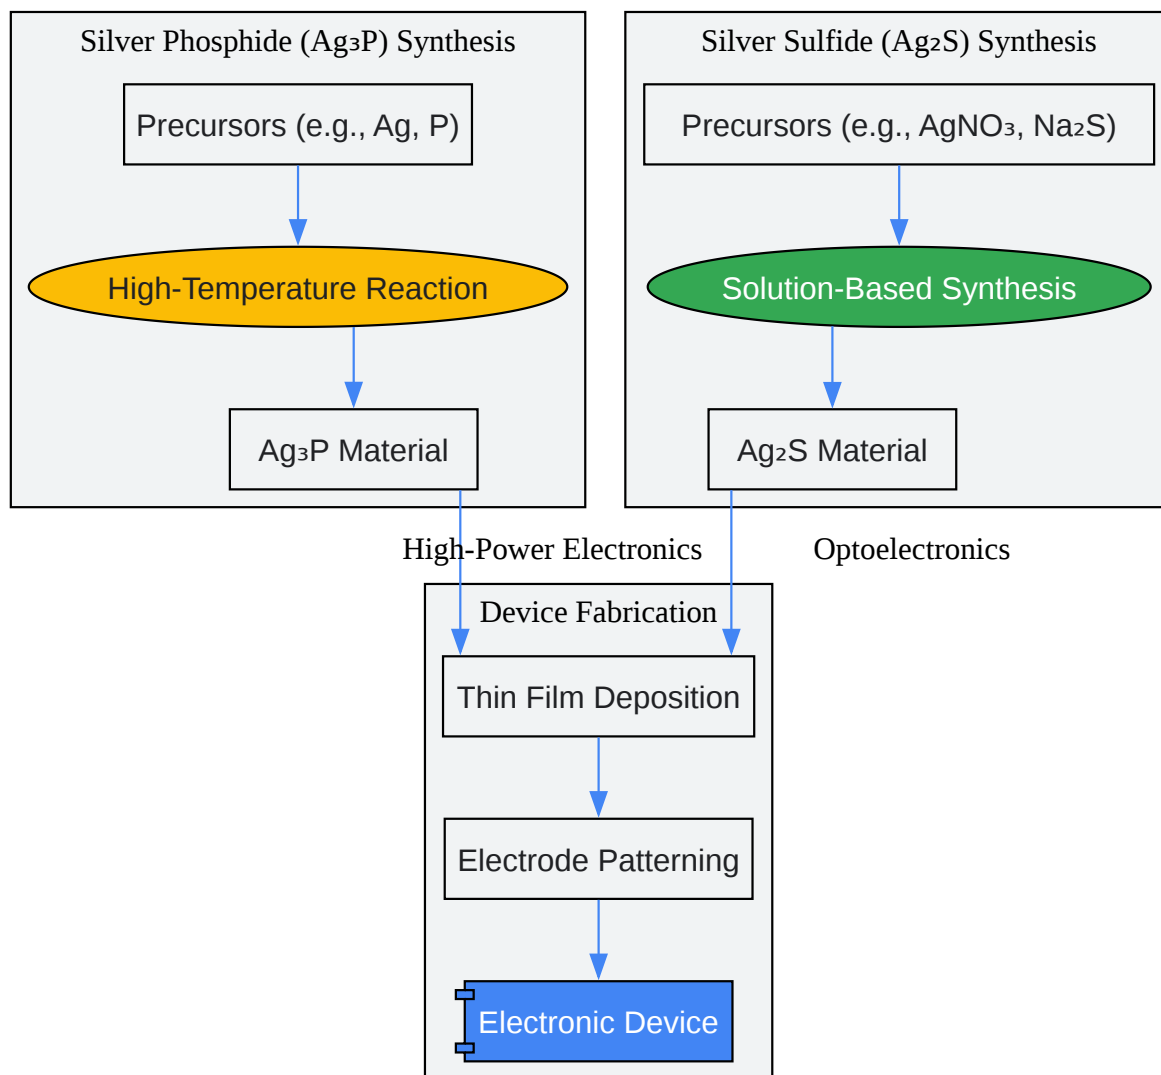 Silver Phosphide (Ag₃P) Synthesis
Precursors (e.g., Ag, P)
High-Temperature Reaction
Ag₃P Material
Silver Sulfide (Ag₂S) Synthesis
Precursors (e.g., AgNO₃, Na₂S)
Solution-Based Synthesis
Ag₂S Material
High-Power Electronics
Optoelectronics
Device Fabrication
Thin Film Deposition
Electrode Patterning
Electronic Device